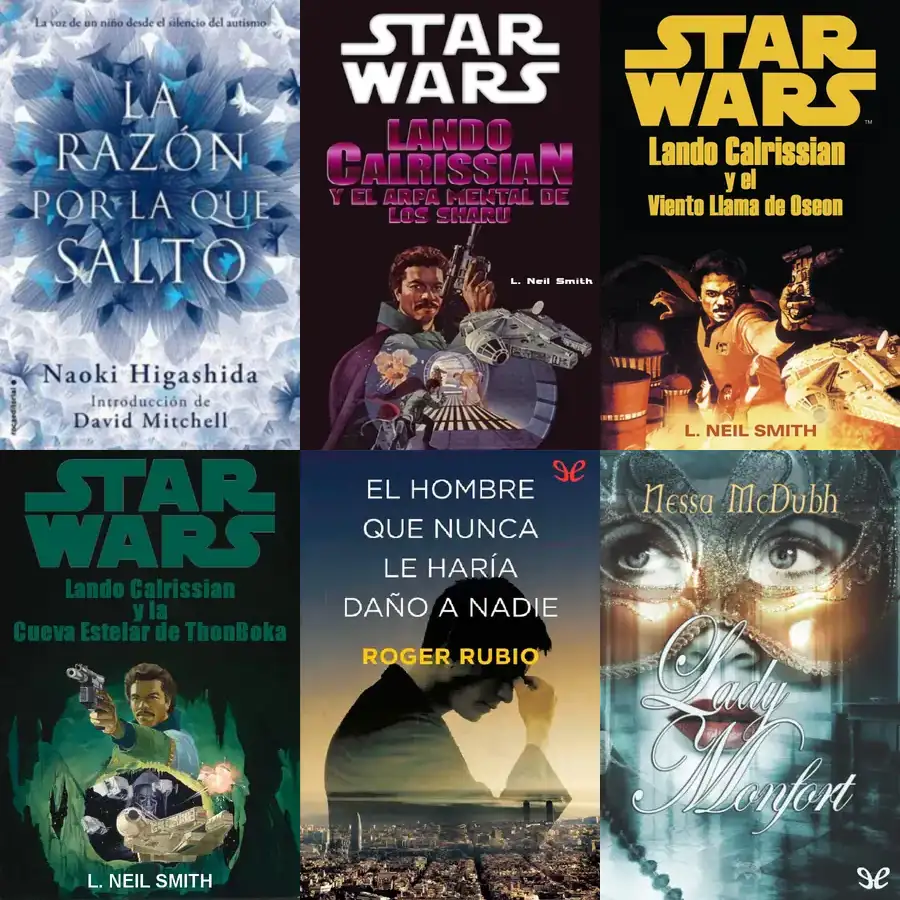 La voz de un niño desde el silencio del autismo
LA
RAZÓN
POR LA QUE
SALTO
Naoki Higashida
Introducción de
David Mitchell
rocaeditorial
STAR
WARS
LANDO
CALRISSIAN
Y EL ARPA MENTAL DE
LOS SHARU
L. Neil Smith
STAR
WARS
TM
Lando Calrissian
y el
Viento Llama de Oseon
L. NEIL SMITH
STAR
WARS
Lando Calrissian
y la
Cueva Estelar de ThonBoka
L. NEIL SMITH
EL HOMBRE
QUE NUNCA
LE HARÍA
DAÑO A NADIE
ROGER RUBIO
Nessa McDubh
Lady
Monfort